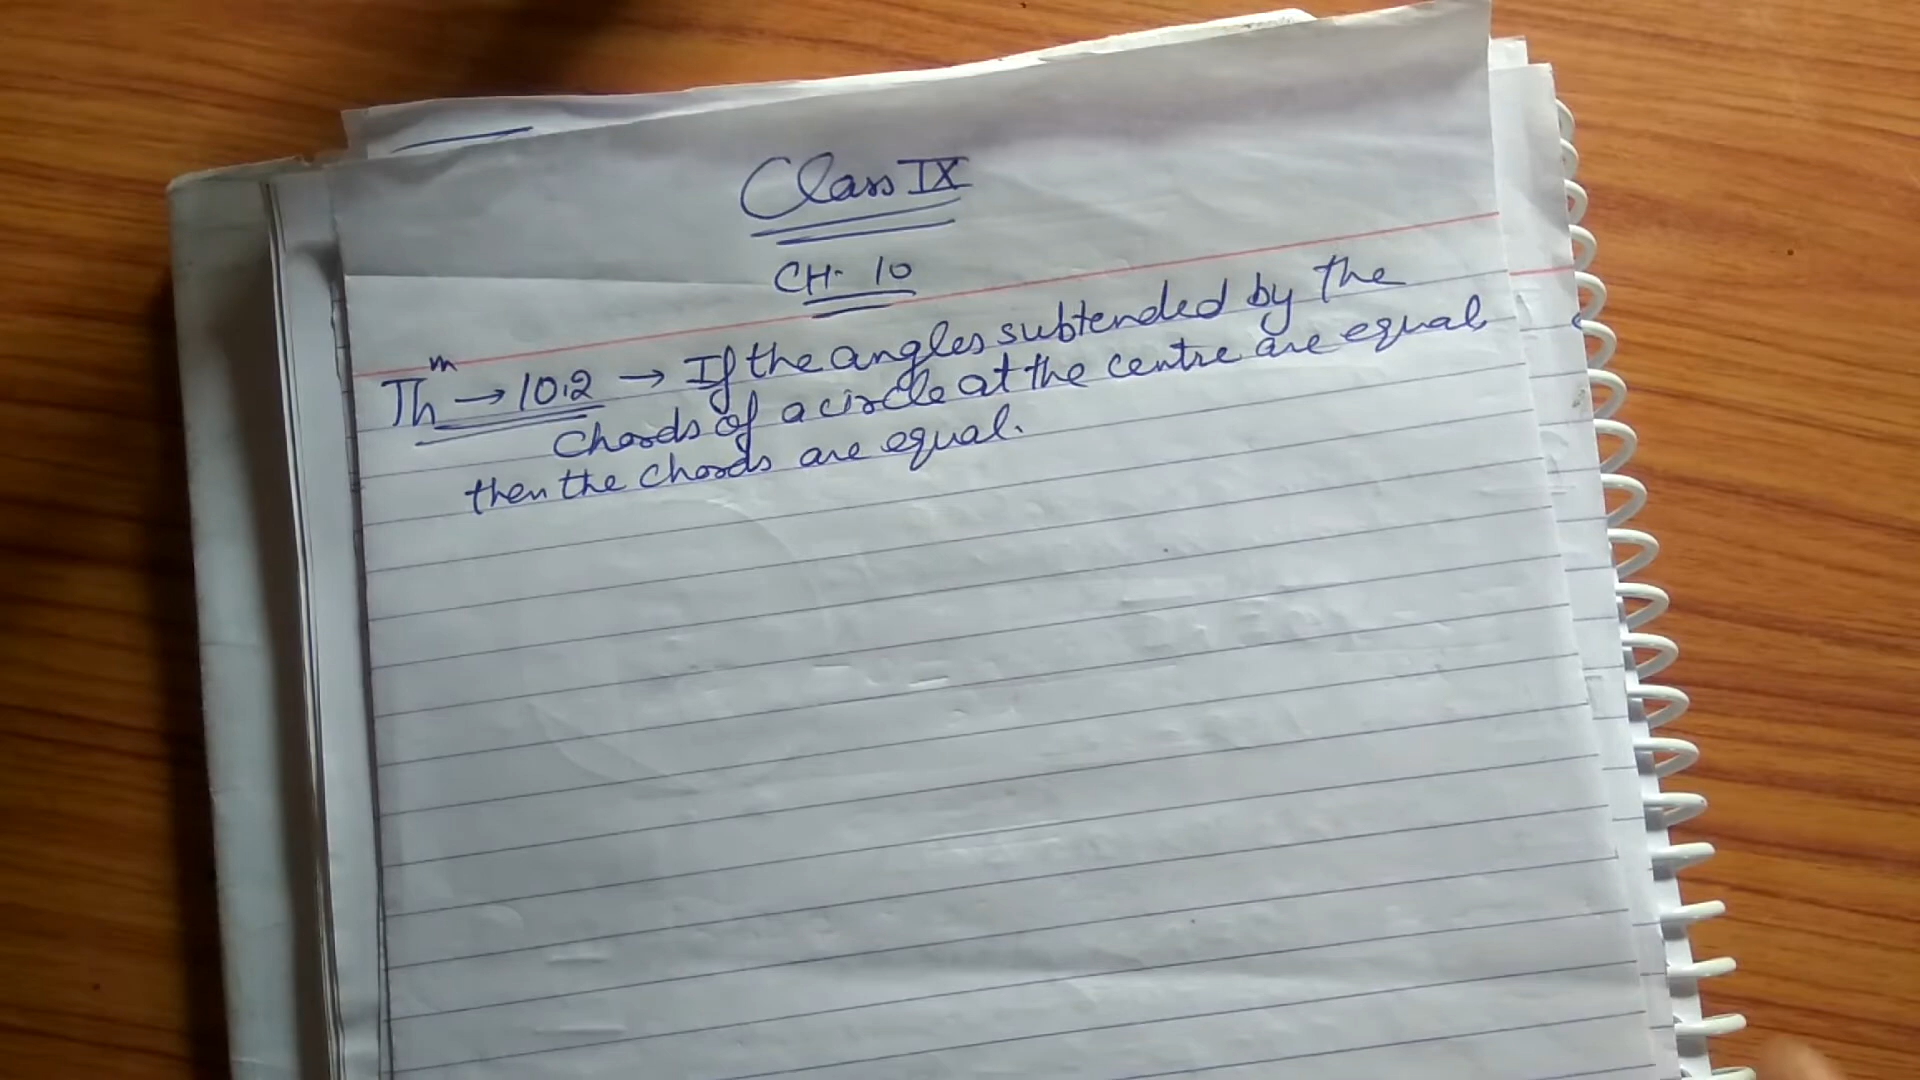 Class IX
CH. 10
Thm → 10.2 → If the angles subtended by the
chords of a circle at the centre are equal
then the chords are equal.